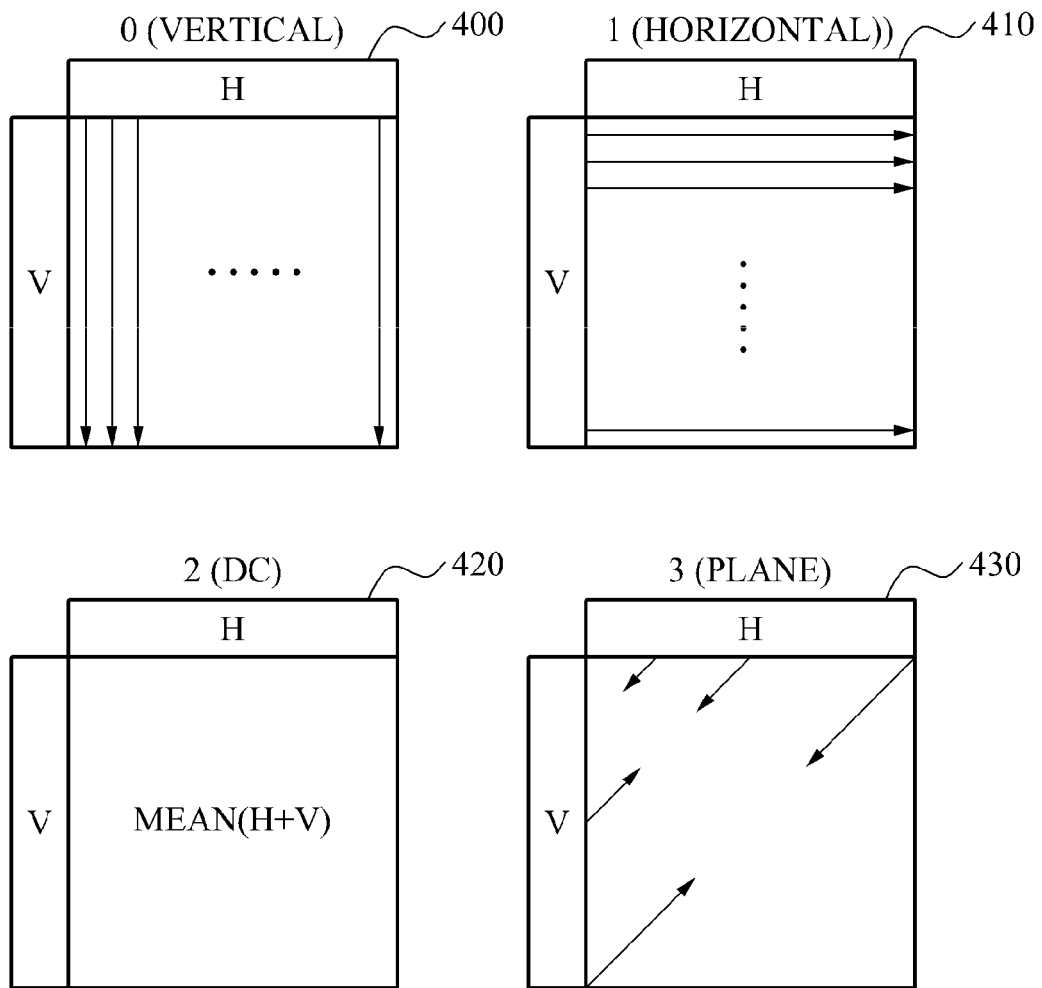 0 (VERTICAL) 400
H
V
1 (HORIZONTAL)) 410
H
V
2 (DC) 420
H
V
MEAN(H+V)
3 (PLANE) 430
H
V